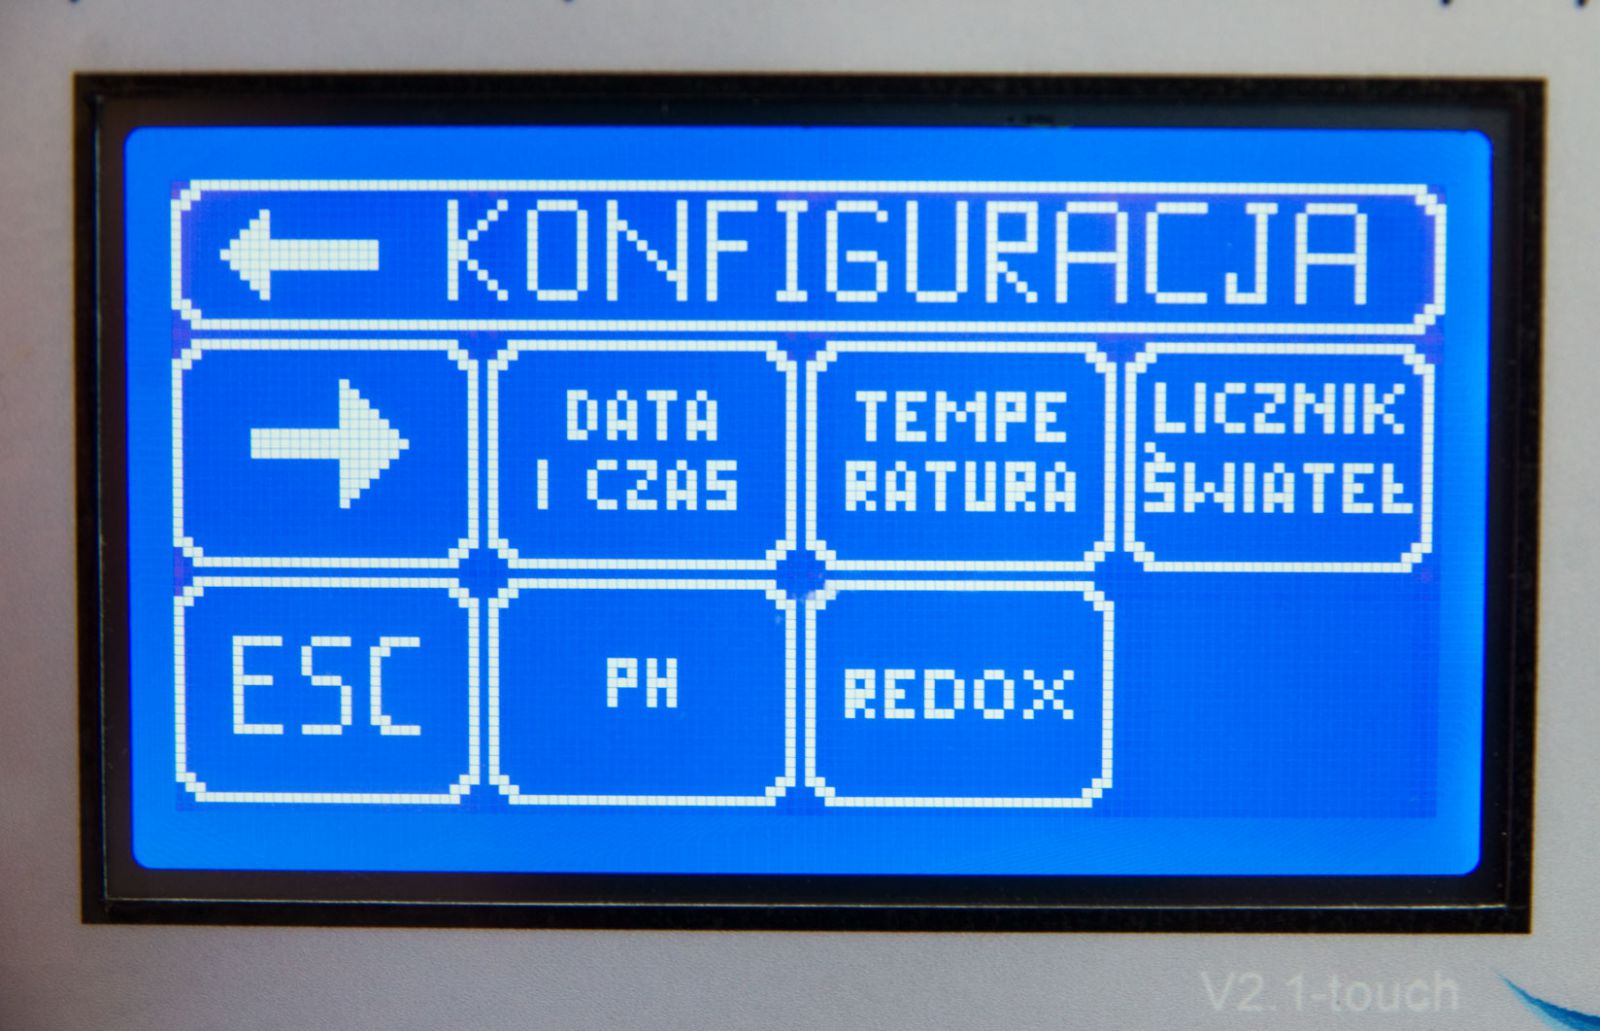 KONFIGURACJA
DATA
I CZAS
TEMPE
RATURA
LICZNIK
ŚWIATEŁ
ESC
PH
REDOX
V2.1-touch